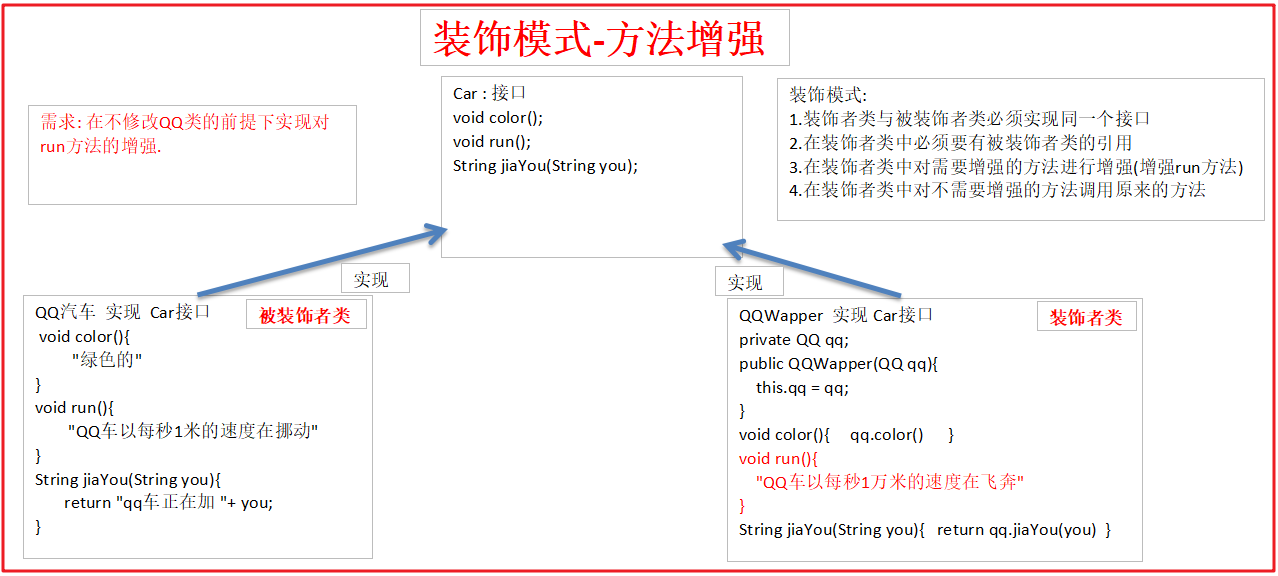 装饰模式-方法增强
需求: 在不修改QQ类的前提下实现对
run方法的增强.
Car : 接口
void color();
void run();
String jiaYou(String you);
装饰模式:
1.装饰者类与被装饰者类必须实现同一个接口
2.在装饰者类中必须要有被装饰者类的引用
3.在装饰者类中对需要增强的方法进行增强(增强run方法)
4.在装饰者类中对不需要增强的方法调用原来的方法
实现
实现
QQ汽车 实现 Car接口
被装饰者类
void color(){
"绿色的"
}
void run(){
"QQ车以每秒1米的速度在挪动"
}
String jiaYou(String you){
return "qq车正在加 "+ you;
}
QQWapper 实现 Car接口
装饰者类
private QQ qq;
public QQWapper(QQ qq){
this.qq = qq;
}
void color(){ qq.color() }
void run(){
"QQ车以每秒1万米的速度在飞奔"
}
String jiaYou(String you){ return qq.jiaYou(you) }